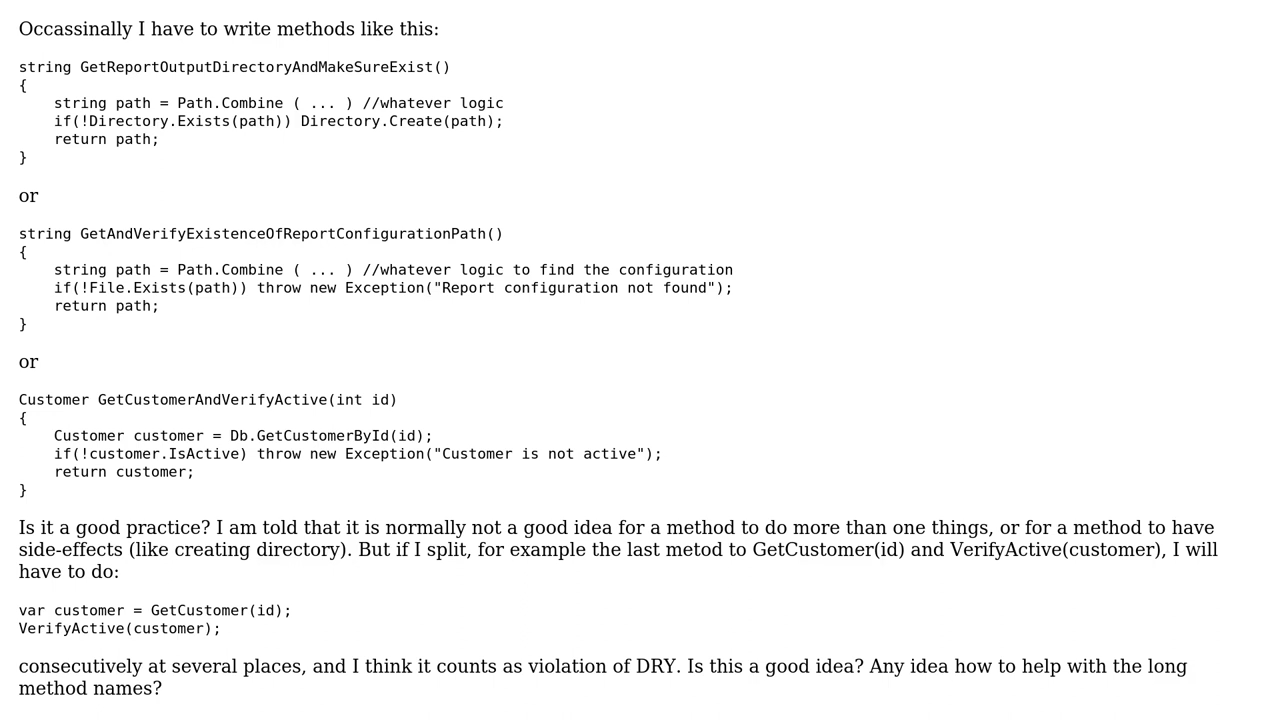 Occassinally I have to write methods like this:
string GetReportOutputDirectoryAndMakeSureExist()
{
    string path = Path.Combine ( ... ) //whatever logic
    if(!Directory.Exists(path)) Directory.Create(path);
    return path;
}
or
string GetAndVerifyExistenceOfReportConfigurationPath()
{
    string path = Path.Combine ( ... ) //whatever logic to find the configuration
    if(!File.Exists(path)) throw new Exception("Report configuration not found");
    return path;
}
or
Customer GetCustomerAndVerifyActive(int id)
{
    Customer customer = Db.GetCustomerById(id);
    if(!customer.IsActive) throw new Exception("Customer is not active");
    return customer;
}
Is it a good practice? I am told that it is normally not a good idea for a method to do more than one things, or for a method to have
side-effects (like creating directory). But if I split, for example the last metod to GetCustomer(id) and VerifyActive(customer), I will
have to do:
var customer = GetCustomer(id);
VerifyActive(customer);
consecutively at several places, and I think it counts as violation of DRY. Is this a good idea? Any idea how to help with the long
method names?